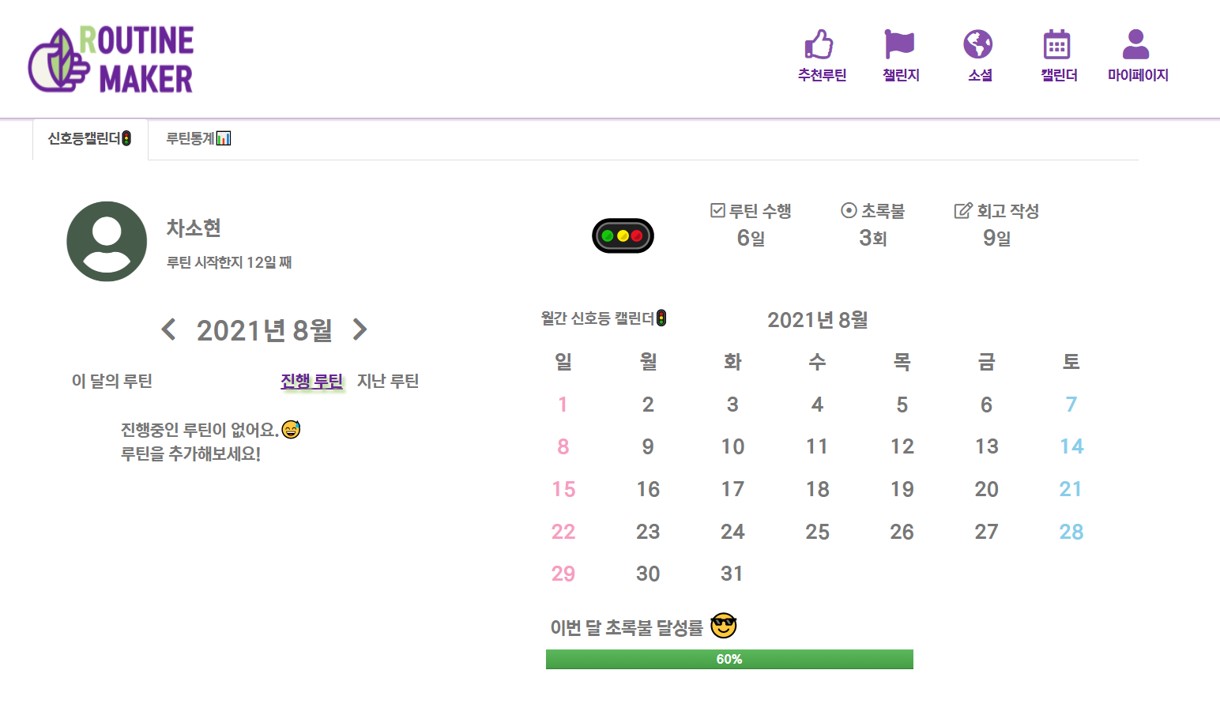 ROUTINE
MAKER
추천루틴 챌린지 소셜 캘린더 마이페이지
신호등캘린더🚦 루틴통계📊
차소현
루틴 시작한지 12일 째
루틴 수행 초록불 회고 작성
6일 3회 9일
2021년 8월
이 달의 루틴 진행 루틴 지난 루틴
진행중인 루틴이 없어요.😅
루틴을 추가해보세요!
월간 신호등 캘린더🚦 2021년 8월
일 월 화 수 목 금 토
1 2 3 4 5 6 7
8 9 10 11 12 13 14
15 16 17 18 19 20 21
22 23 24 25 26 27 28
29 30 31
이번 달 초록불 달성률 😎
60%